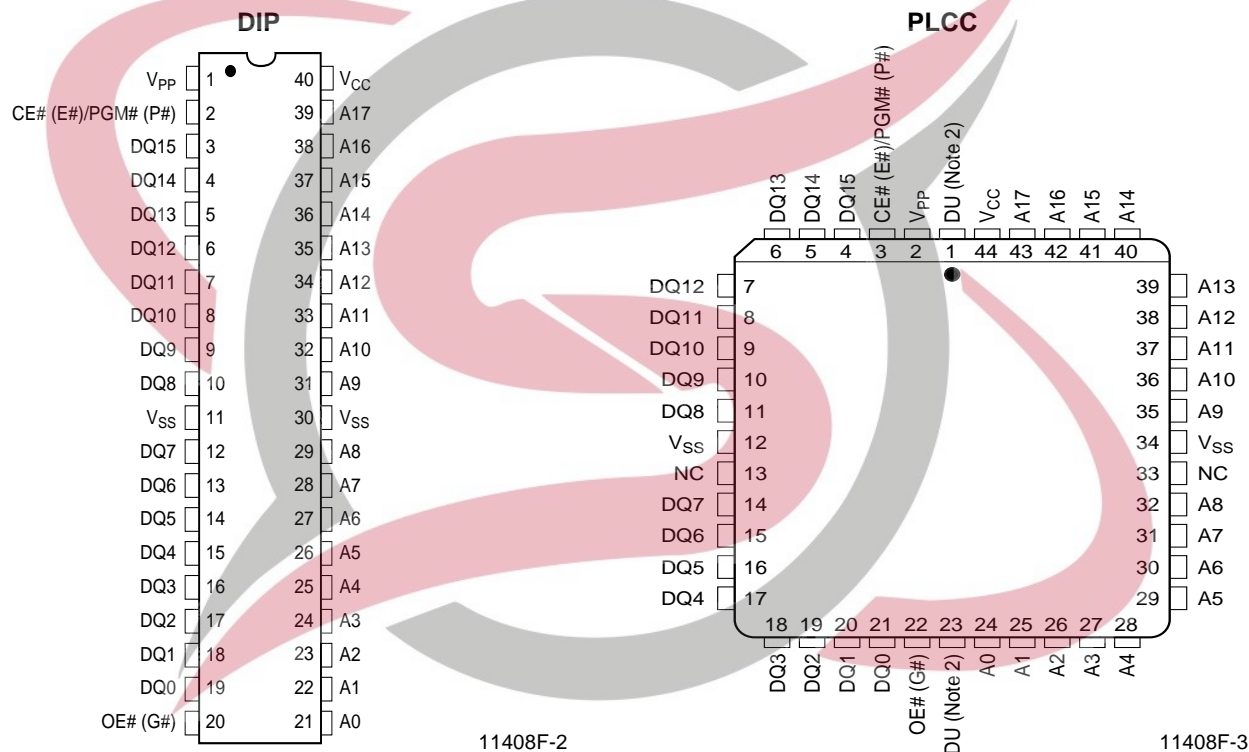 DIP
VPP 1 40 VCC
CE# (E#)/PGM# (P#) 2 39 A17
DQ15 3 38 A16
DQ14 4 37 A15
DQ13 5 36 A14
DQ12 6 35 A13
DQ11 7 34 A12
DQ10 8 33 A11
DQ9 9 32 A10
DQ8 10 31 A9
VSS 11 30 VSS
DQ7 12 29 A8
DQ6 13 28 A7
DQ5 14 27 A6
DQ4 15 26 A5
DQ3 16 25 A4
DQ2 17 24 A3
DQ1 18 23 A2
DQ0 19 22 A1
OE# (G#) 20 21 A0
11408F-2
PLCC
DQ13 DQ14 DQ15 CE# (E#)/PGM# (P#) VPP DU (Note 2) VCC A17 A16 A15 A14
6 5 4 3 2 1 44 43 42 41 40
DQ12 7 39 A13
DQ11 8 38 A12
DQ10 9 37 A11
DQ9 10 36 A10
DQ8 11 35 A9
VSS 12 34 VSS
NC 13 33 NC
DQ7 14 32 A8
DQ6 15 31 A7
DQ5 16 30 A6
DQ4 17 29 A5
18 19 20 21 22 23 24 25 26 27 28
DQ3 DQ2 DQ1 DQ0 OE# (G#) DU (Note 2) A0 A1 A2 A3 A4
11408F-3